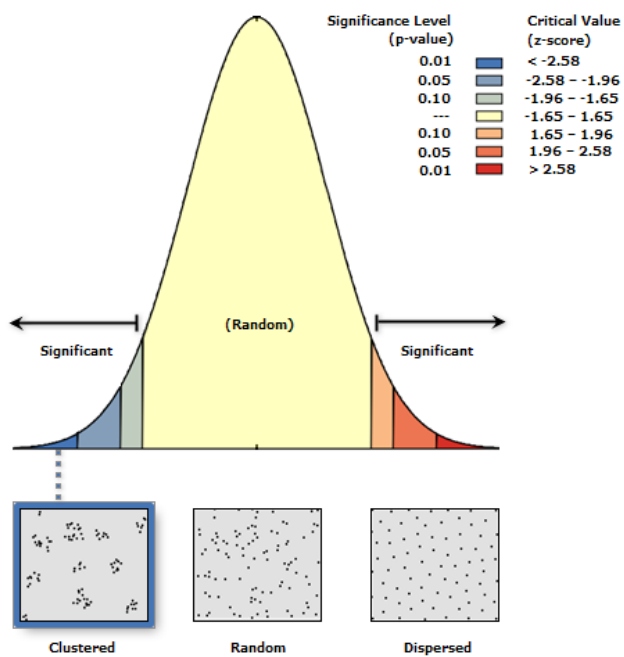 Significance Level Critical Value
(p-value) (z-score)
0.01 < -2.58
0.05 -2.58 – -1.96
0.10 -1.96 – -1.65
--- -1.65 – 1.65
0.10 1.65 – 1.96
0.05 1.96 – 2.58
0.01 > 2.58
(Random)
Significant Significant
Clustered Random Dispersed